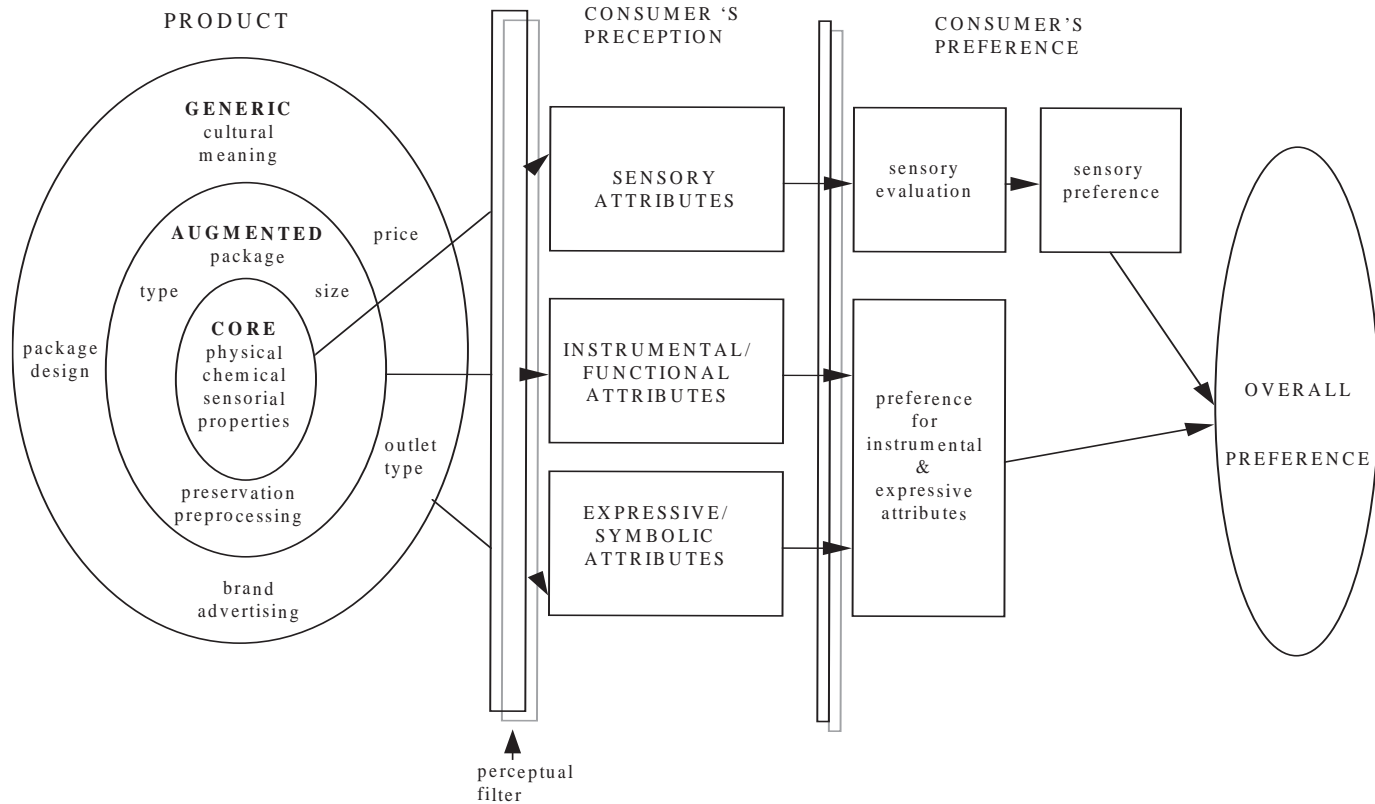 PRODUCT
GENERIC
cultural
meaning
AUGMENTED
package
price
type
size
CORE
physical
chemical
sensorial
properties
package
design
outlet
type
preservation
preprocessing
brand
advertising
perceptual
filter
CONSUMER ‘S
PRECEPTION
SENSORY
ATTRIBUTES
INSTRUMENTAL/
FUNCTIONAL
ATTRIBUTES
EXPRESSIVE/
SYMBOLIC
ATTRIBUTES
CONSUMER’S
PREFERENCE
sensory
evaluation
sensory
preference
preference
for
instrumental
&
expressive
attributes
OVERALL
PREFERENCE